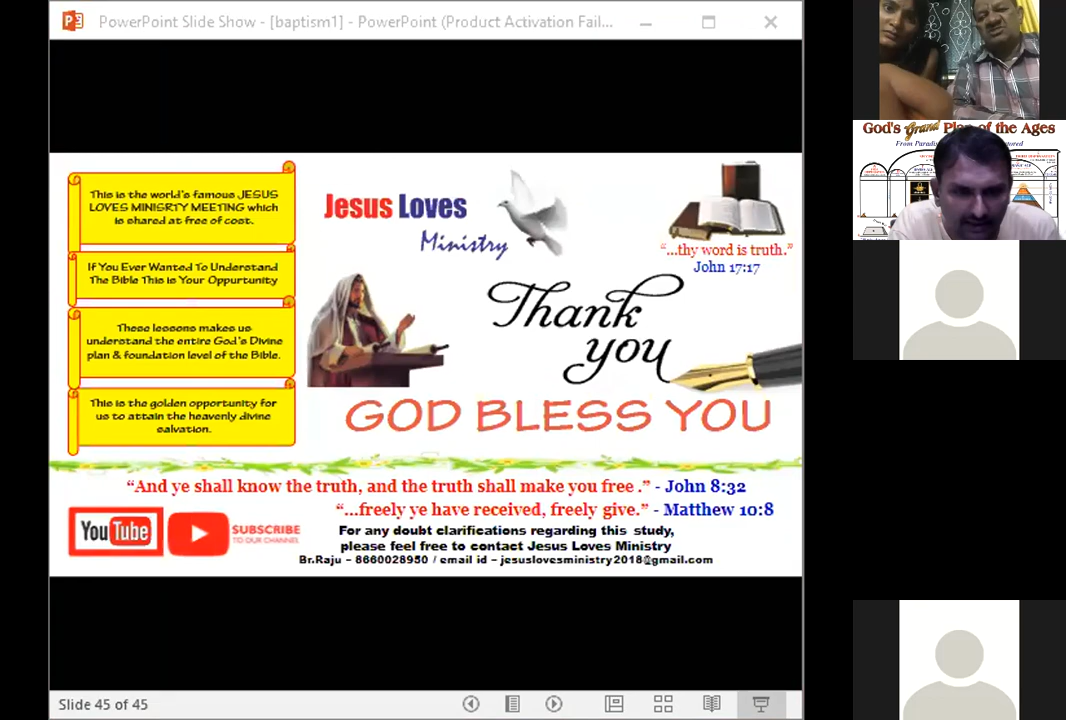 PowerPoint Slide Show - [baptism1] - PowerPoint (Product Activation Fail...
This is the world's famous JESUS
LOVES MINISRTY MEETING which
is shared at free of cost.
If You Ever Wanted To Understand
The Bible This is Your Oppurtunity
These lessons makes us
understand the entire God's Divine
plan & foundation level of the Bible.
This is the golden opportunity for
us to attain the heavenly divine
salvation.
Jesus Loves
Ministry
"...thy word is truth."
John 17:17
Thank
you
GOD BLESS YOU
"And ye shall know the truth, and the truth shall make you free ." - John 8:32
"...freely ye have received, freely give." - Matthew 10:8
You Tube
SUBSCRIBE
TO OUR CHANNEL
For any doubt clarifications regarding this study,
please feel free to contact Jesus Loves Ministry
Br.Raju - 8660028950 / email id - jesuslovesministry2018@gmail.com
Slide 45 of 45
God's Grand Plan of the Ages